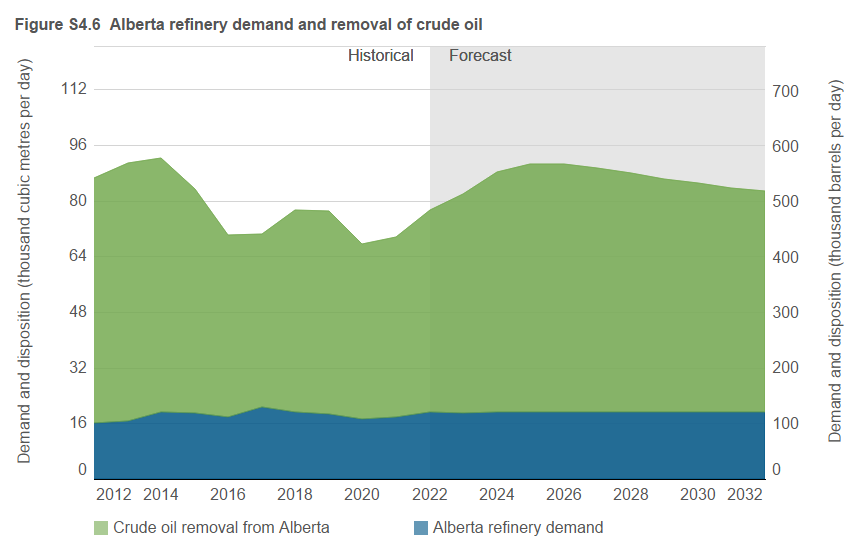 Figure S4.6 Alberta refinery demand and removal of crude oil
Historical
Forecast
Demand and disposition (thousand cubic metres per day)
112
96
80
64
48
32
16
0
700
600
500
400
300
200
100
0
Demand and disposition (thousand barrels per day)
2012 2014 2016 2018 2020 2022 2024 2026 2028 2030 2032
Crude oil removal from Alberta
Alberta refinery demand